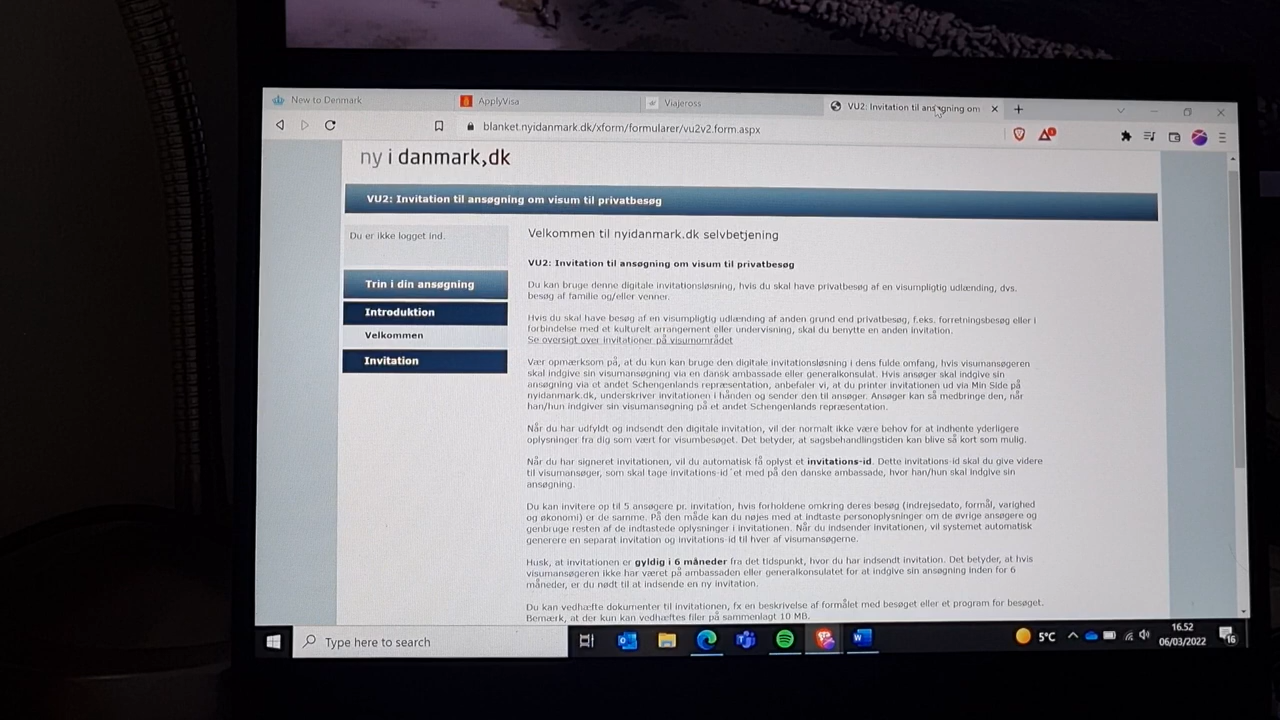 New to Denmark
ApplyVisa
Viajeross
VU2: Invitation til ansøgning om
blanket.nyidanmark.dk/xform/formularer/vu2v2.form.aspx
ny i danmark,dk
VU2: Invitation til ansøgning om visum til privatbesøg
Du er ikke logget ind.
Trin i din ansøgning
Introduktion
Velkommen
Invitation
Velkommen til nyidanmark.dk selvbetjening
VU2: Invitation til ansøgning om visum til privatbesøg
Du kan bruge denne digitale invitationsløsning, hvis du skal have privatbesøg af en visumpligtig udlænding, dvs.
besøg af familie og/eller venner.
Hvis du skal have besøg af en visumpligtig udlænding af anden grund end privatbesøg, f.eks. forretningsbesøg eller i
forbindelse med et kulturelt arrangement eller undervisning, skal du benytte en anden invitation.
Se oversigt over invitationer på visumområdet
Vær opmærksom på, at du kun kan bruge den digitale invitationsløsning i dens fulde omfang, hvis visumansøgeren
skal indgive sin visumansøgning via en dansk ambassade eller generalkonsulat. Hvis ansøger skal indgive sin
ansøgning via et andet Schengenlands repræsentation, anbefaler vi, at du printer invitationen ud via Min Side på
nyidanmark.dk, underskriver invitationen i hånden og sender den til ansøger. Ansøger kan så medbringe den, når
han/hun indgiver sin visumansøgning på et andet Schengenlands repræsentation.
Når du har udfyldt og indsendt den digitale invitation, vil der normalt ikke være behov for at indhente yderligere
oplysninger fra dig som vært for visumbesøget. Det betyder, at sagsbehandlingstiden kan blive så kort som mulig.
Når du har signeret invitationen, vil du automatisk få oplyst et invitations-id. Dette invitations-id skal du give videre
til visumansøger, som skal tage invitations-id´et med på den danske ambassade, hvor han/hun skal indgive sin
ansøgning.
Du kan invitere op til 5 ansøgere pr. invitation, hvis forholdene omkring deres besøg (indrejsedato, formål, varighed
og økonomi) er de samme. På den måde kan du nøjes med at indtaste personoplysninger om de øvrige ansøgere og
genbruge resten af de indtastede oplysninger i invitationen. Når du indsender invitationen, vil systemet automatisk
generere en separat invitation og invitations-id til hver af visumansøgerne.
Husk, at invitationen er gyldig i 6 måneder fra det tidspunkt, hvor du har indsendt invitation. Det betyder, at hvis
visumansøgeren ikke har været på ambassaden eller generalkonsulatet for at indgive sin ansøgning inden for 6
måneder, er du nødt til at indsende en ny invitation.
Du kan vedhæfte dokumenter til invitationen, fx en beskrivelse af formålet med besøget eller et program for besøget.
Bemærk, at der kun kan vedhæftes filer på sammenlagt 10 MB.
Type here to search
5°C
16.52
06/03/2022
16